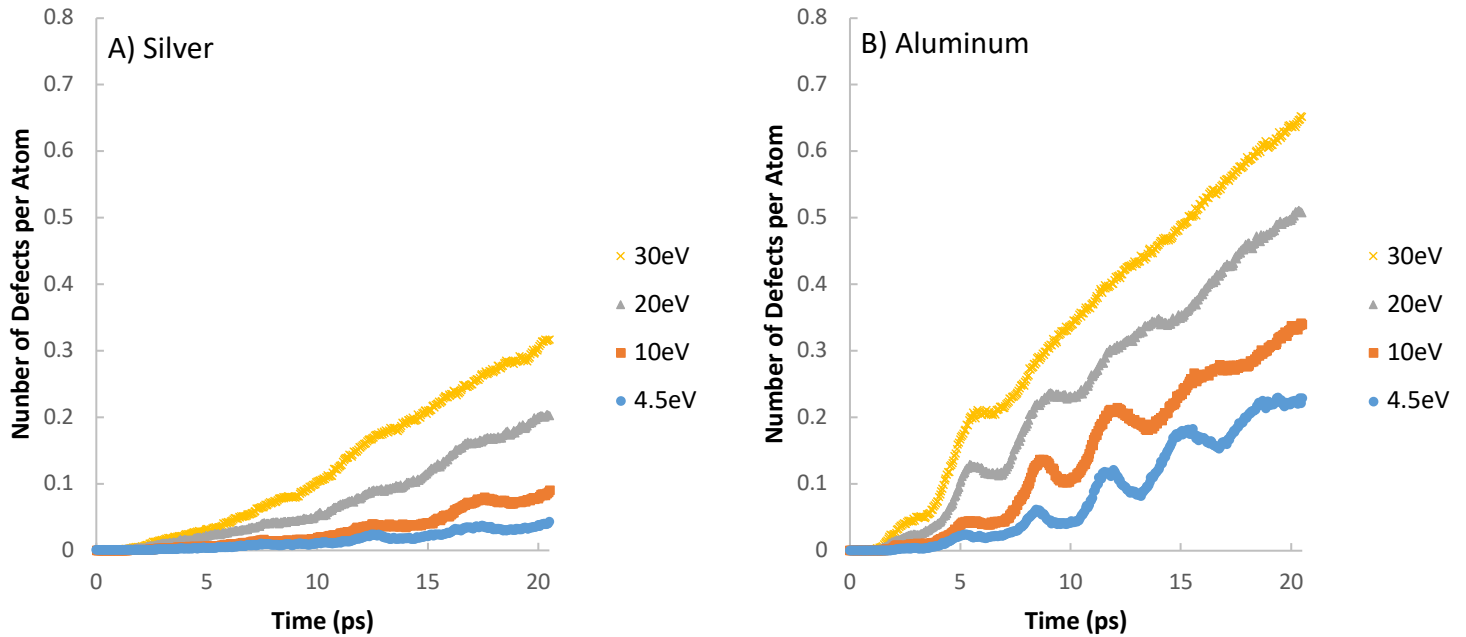 A) Silver
Nunber of Defects per Atom
0.8
0.7
0.6
0.5
0.4
0.3
0.2
0.1
0
0
5
10
15
20
Time (ps)
30eV
20eV
10eV
4.5eV
B) Aluminum
Number of Defects per Atom
0.8
0.7
0.6
0.5
0.4
0.3
0.2
0.1
0
0
5
10
15
20
Time (ps)
30eV
20eV
10eV
4.5eV